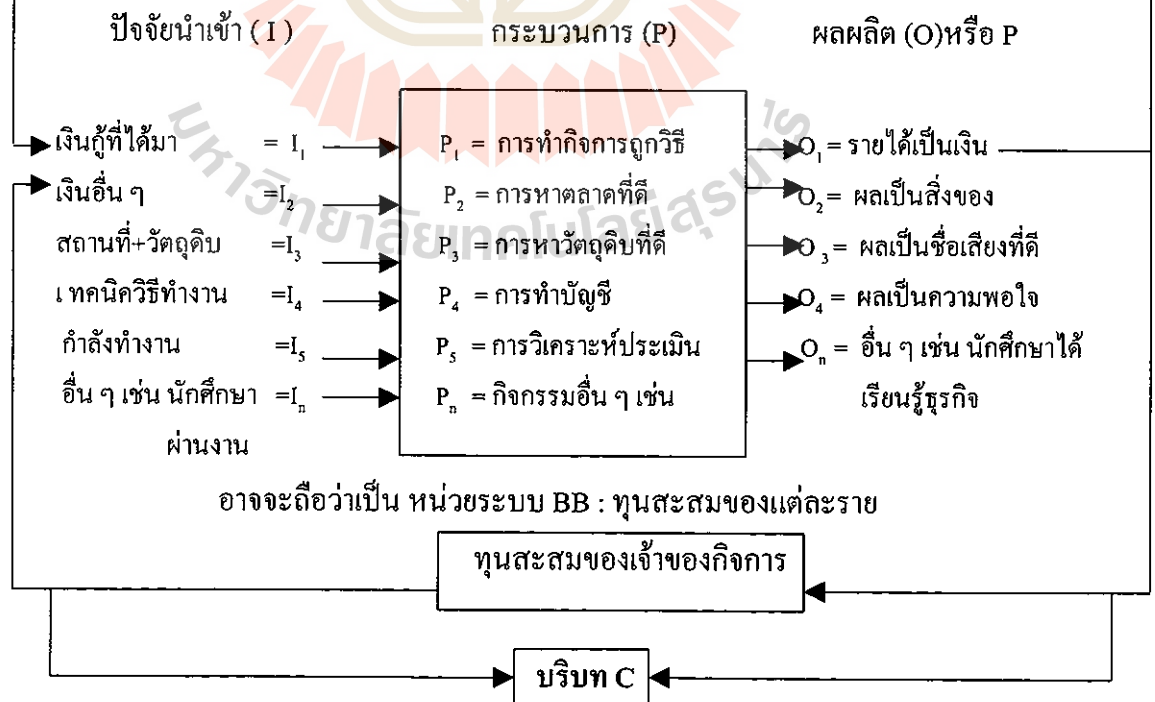 ปัจจัยนำเข้า ( I ) กระบวนการ (P) ผลผลิต (O)หรือ P
เงินกู้ที่ได้มา = I₁ P₁ = การทำกิจการถูกวิธี O₁ = รายได้เป็นเงิน
เงินอื่น ๆ =I₂ P₂ = การหาตลาดที่ดี O₂ = ผลเป็นสิ่งของ
สถานที่+วัตถุดิบ =I₃ P₃ = การหาวัตถุดิบที่ดี O₃ = ผลเป็นชื่อเสียงที่ดี
เทคนิควิธีทำงาน =I₄ P₄ = การทำบัญชี O₄ = ผลเป็นความพอใจ
กำลังทำงาน =I₅ P₅ = การวิเคราะห์ประเมิน Oₙ = อื่น ๆ เช่น นักศึกษาได้
อื่น ๆ เช่น นักศึกษา =Iₙ Pₙ = กิจกรรมอื่น ๆ เช่น เรียนรู้ธุรกิจ
ผ่านงาน
อาจจะถือว่าเป็น หน่วยระบบ BB : ทุนสะสมของแต่ละราย
ทุนสะสมของเจ้าของกิจการ
บริบท C
มหาวิทยาลัยเทคโนโลยีสุรนารี